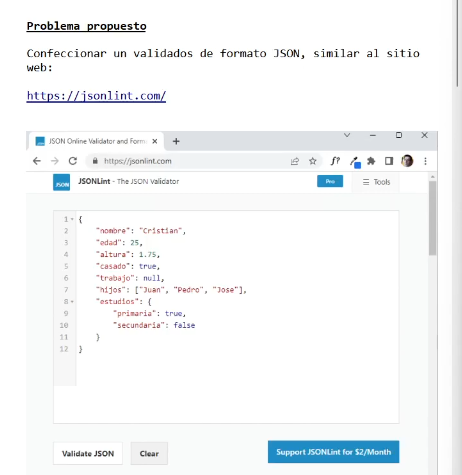 Problema propuesto
Confeccionar un validados de formato JSON, similar al sitio
web:
https://jsonlint.com/
JSON Online Validator and Form
https://jsonlint.com
JSON
JSONLint - The JSON Validator
Pro
Tools
1 {
2 "nombre": "Cristian",
3 "edad": 25,
4 "altura": 1.75,
5 "casado": true,
6 "trabajo": null,
7 "hijos": ["Juan", "Pedro", "Jose"],
8 "estudios": {
9 "primaria": true,
10 "secundaria": false
11 }
12 }
Validate JSON
Clear
Support JSONLint for $2/Month